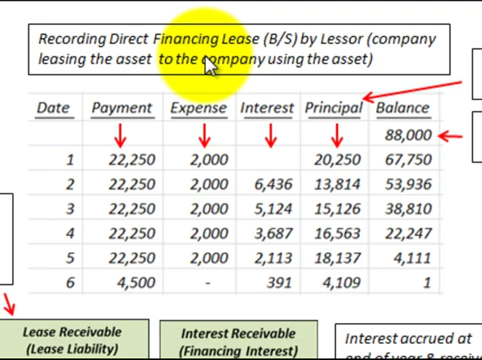 Recording Direct Financing Lease (B/S) by Lessor (company
leasing the asset to the company using the asset)
Date Payment Expense Interest Principal Balance
88,000
1 22,250 2,000 20,250 67,750
2 22,250 2,000 6,436 13,814 53,936
3 22,250 2,000 5,124 15,126 38,810
4 22,250 2,000 3,687 16,563 22,247
5 22,250 2,000 2,113 18,137 4,111
6 4,500 - 391 4,109 1
Lease Receivable
(Lease Liability)
Interest Receivable
(Financing Interest)
Interest accrued at
end of year &